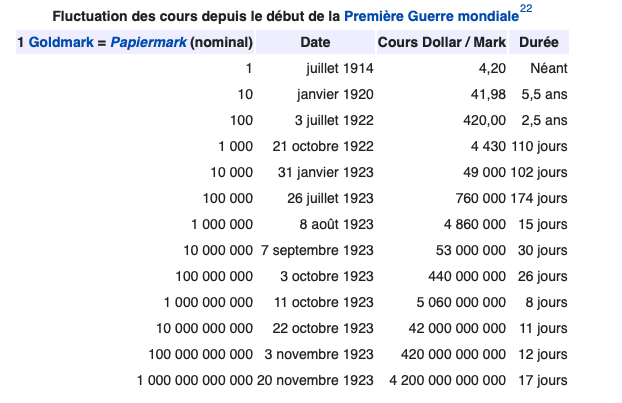 Fluctuation des cours depuis le début de la Première Guerre mondiale22
1 Goldmark = Papiermark (nominal) Date Cours Dollar / Mark Durée
1 juillet 1914 4,20 Néant
10 janvier 1920 41,98 5,5 ans
100 3 juillet 1922 420,00 2,5 ans
1 000 21 octobre 1922 4 430 110 jours
10 000 31 janvier 1923 49 000 102 jours
100 000 26 juillet 1923 760 000 174 jours
1 000 000 8 août 1923 4 860 000 15 jours
10 000 000 7 septembre 1923 53 000 000 30 jours
100 000 000 3 octobre 1923 440 000 000 26 jours
1 000 000 000 11 octobre 1923 5 060 000 000 8 jours
10 000 000 000 22 octobre 1923 42 000 000 000 11 jours
100 000 000 000 3 novembre 1923 420 000 000 000 12 jours
1 000 000 000 000 20 novembre 1923 4 200 000 000 000 17 jours